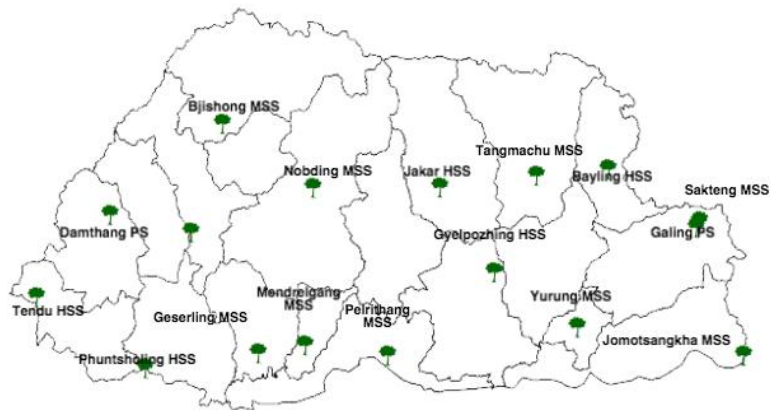 Bjishong MSS
Tangmachu MSS
Nobding MSS
Jakar HSS
Bayling HSS
Sakteng MSS
Damthang PS
Gyelpozhing HSS
Galing PS
Mendrelgang
MSS
Yurung MSS
Tendu HSS
Geserling MSS
Pelrithang
MSS
Jomotsangkha MSS
Phuntsholing HSS